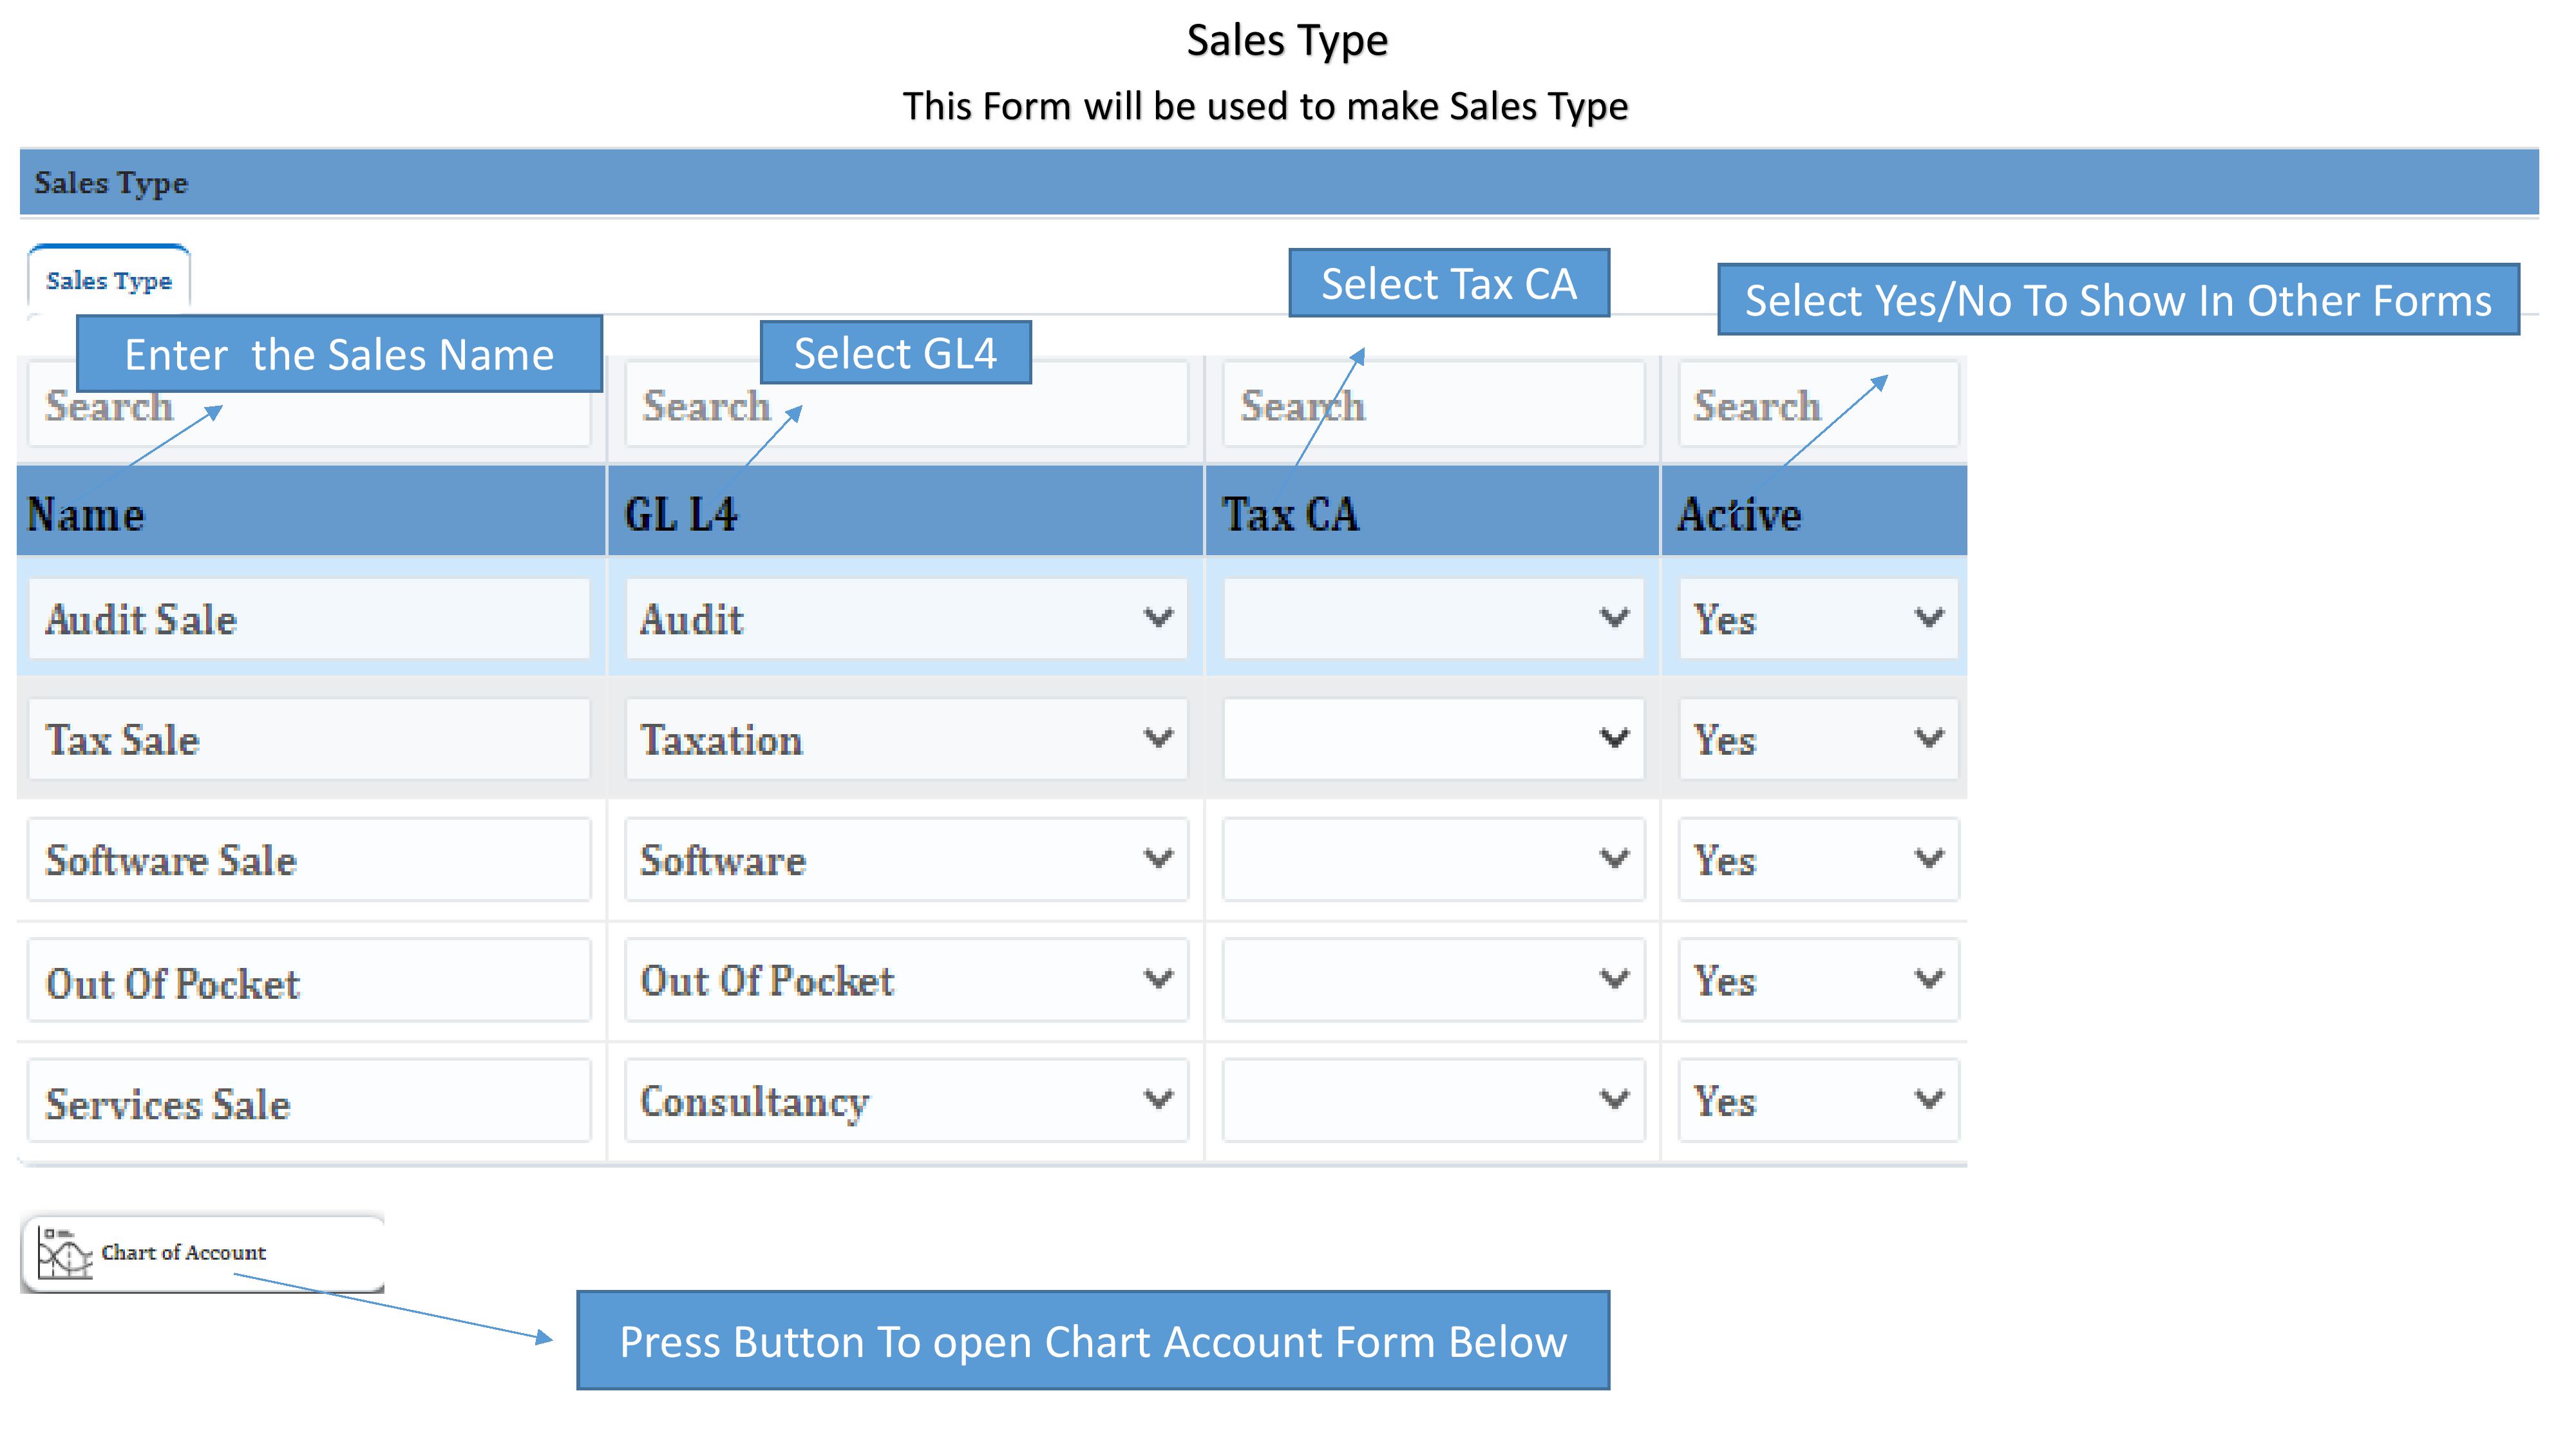 Sales Type
This Form will be used to make Sales Type
Sales Type
Sales Type
Select Tax CA
Select Yes/No To Show In Other Forms
Enter the Sales Name
Select GL4
Search Search Search Search
Name GL L4 Tax CA Active
Audit Sale Audit Yes
Tax Sale Taxation Yes
Software Sale Software Yes
Out Of Pocket Out Of Pocket Yes
Services Sale Consultancy Yes
Chart of Account
Press Button To open Chart Account Form Below